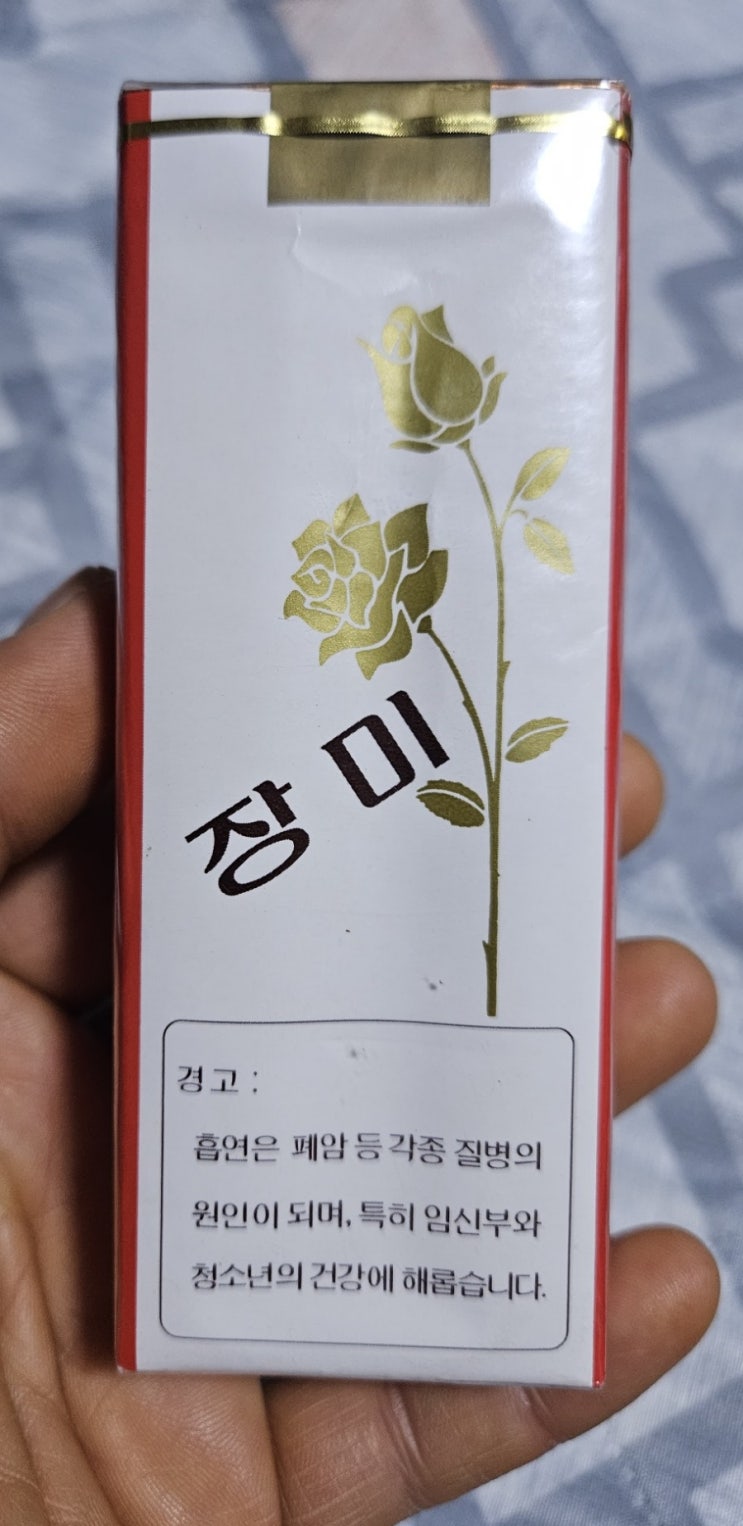 장미
경고 :
흡연은 폐암 등 각종 질병의
원인이 되며, 특히 임신부와
청소년의 건강에 해롭습니다.